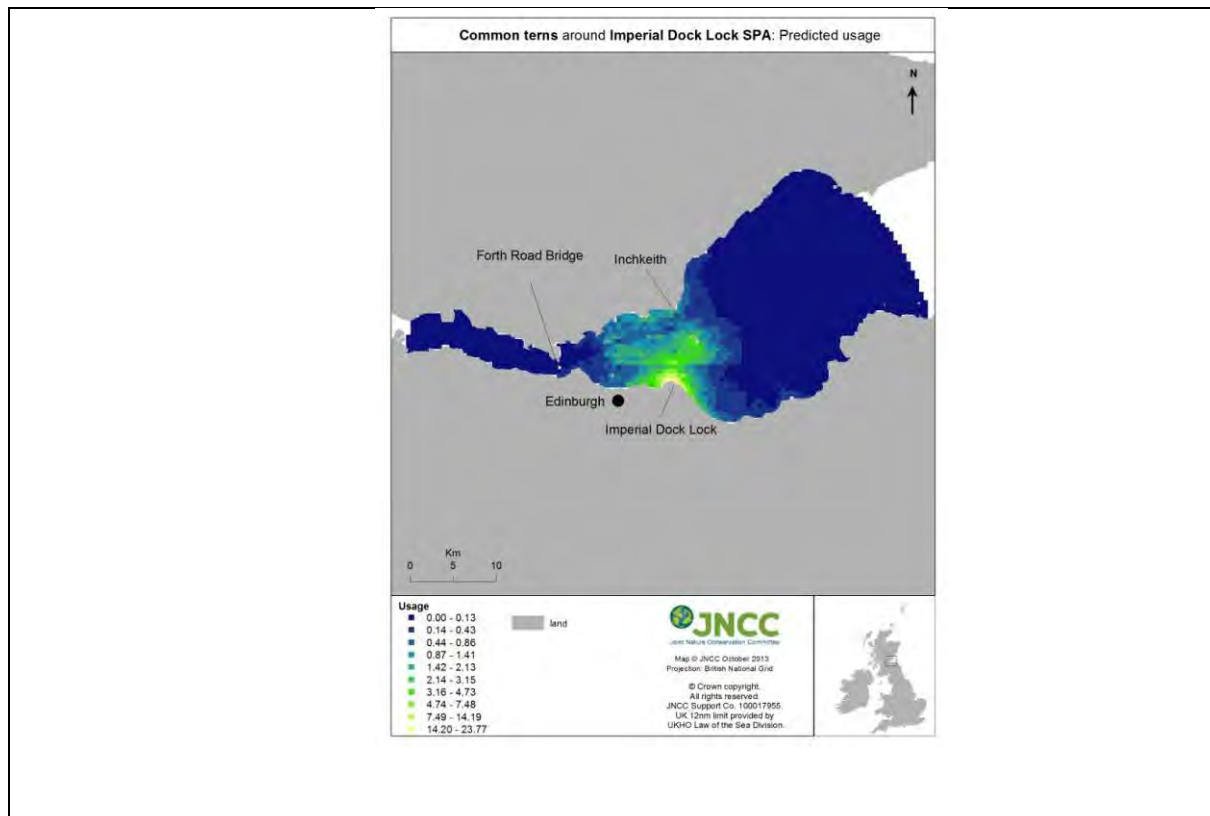 Common terns around Imperial Dock Lock SPA: Predicted usage
N
Forth Road Bridge
Inchkeith
Edinburgh
Imperial Dock Lock
Km
0 5 10
Usage
0.00 - 0.13
0.14 - 0.43
0.44 - 0.86
0.87 - 1.41
1.42 - 2.13
2.14 - 3.15
3.16 - 4.73
4.74 - 7.48
7.49 - 14.19
14.20 - 23.77
land
JNCC
Joint Nature Conservation Committee
Map © JNCC October 2013
Projection: British National Grid
© Crown copyright.
All rights reserved.
JNCC Support Co. 100017955.
UK 12nm limit provided by
UKHO Law of the Sea Division.